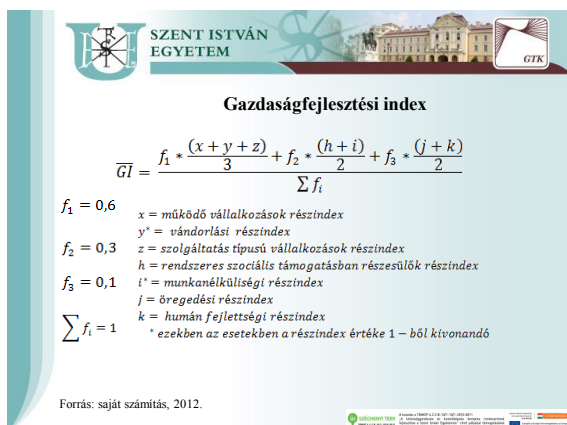 SZENT ISTVÁN
EGYETEM
GTK
Gazdaságfejlesztési index
GI = (f₁ * (x + y + z)/3 + f₂ * (h + i)/2 + f₃ * (j + k)/2) / ∑ fᵢ
f₁ = 0,6
x = működő vállalkozások részindex
y* = vándorlási részindex
f₂ = 0,3
z = szolgáltatás típusú vállalkozások részindex
h = rendszeres szociális támogatásban részesülők részindex
f₃ = 0,1
i* = munkanélküliségi részindex
j = öregedési részindex
∑ fᵢ = 1
k = humán fejlettségi részindex
* ezekben az esetekben a részindex értéke 1 − ből kivonandó
Forrás: saját számítás, 2012.
SZÉCHENYI TERV